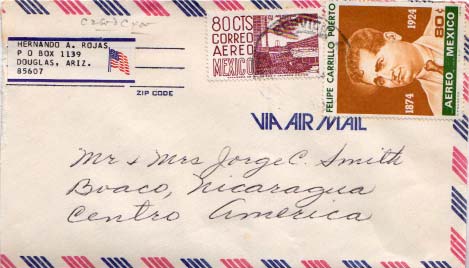 HERNANDO A. ROJAS,
P O BOX 1139
DOUGLAS, ARIZ.
85607
ZIP CODE
80 CTS
CORREO
AEREO
MEXICO
FELIPE CARRILLO PUERTO
1874
1924
AEREO MEXICO 80¢
VIA AIR MAIL
Mr & Mrs Jorge C. Smith
Boaco, Nicaragua
Centro America